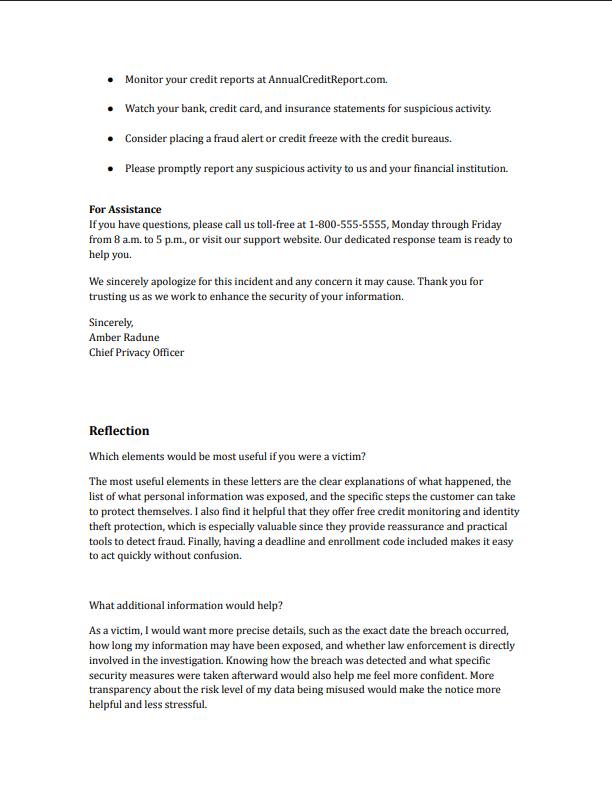 ● Monitor your credit reports at AnnualCreditReport.com.
● Watch your bank, credit card, and insurance statements for suspicious activity.
● Consider placing a fraud alert or credit freeze with the credit bureaus.
● Please promptly report any suspicious activity to us and your financial institution.
For Assistance
If you have questions, please call us toll-free at 1-800-555-5555, Monday through Friday
from 8 a.m. to 5 p.m., or visit our support website. Our dedicated response team is ready to
help you.
We sincerely apologize for this incident and any concern it may cause. Thank you for
trusting us as we work to enhance the security of your information.
Sincerely,
Amber Radune
Chief Privacy Officer
Reflection
Which elements would be most useful if you were a victim?
The most useful elements in these letters are the clear explanations of what happened, the
list of what personal information was exposed, and the specific steps the customer can take
to protect themselves. I also find it helpful that they offer free credit monitoring and identity
theft protection, which is especially valuable since they provide reassurance and practical
tools to detect fraud. Finally, having a deadline and enrollment code included makes it easy
to act quickly without confusion.
What additional information would help?
As a victim, I would want more precise details, such as the exact date the breach occurred,
how long my information may have been exposed, and whether law enforcement is directly
involved in the investigation. Knowing how the breach was detected and what specific
security measures were taken afterward would also help me feel more confident. More
transparency about the risk level of my data being misused would make the notice more
helpful and less stressful.